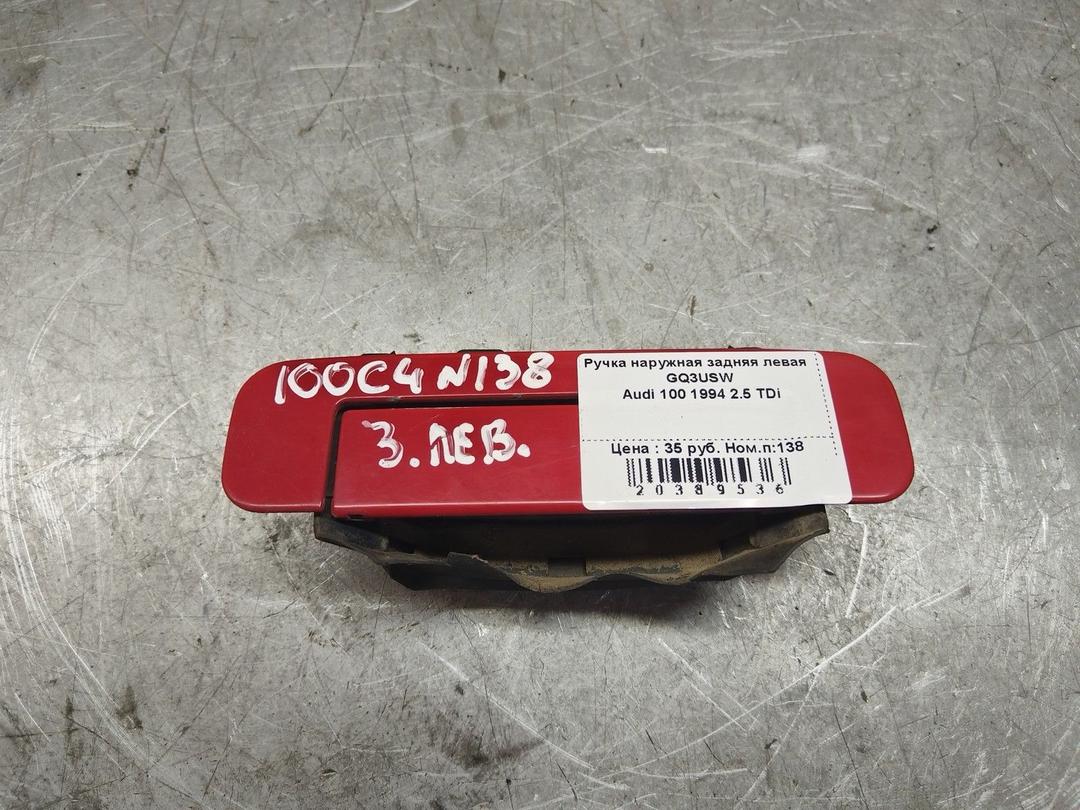 100C4 N138
З. ЛЕВ.
Ручка наружная задняя левая
GQ3USW
Audi 100 1994 2.5 TDi
Цена : 35 руб. Ном.п:138
20389536